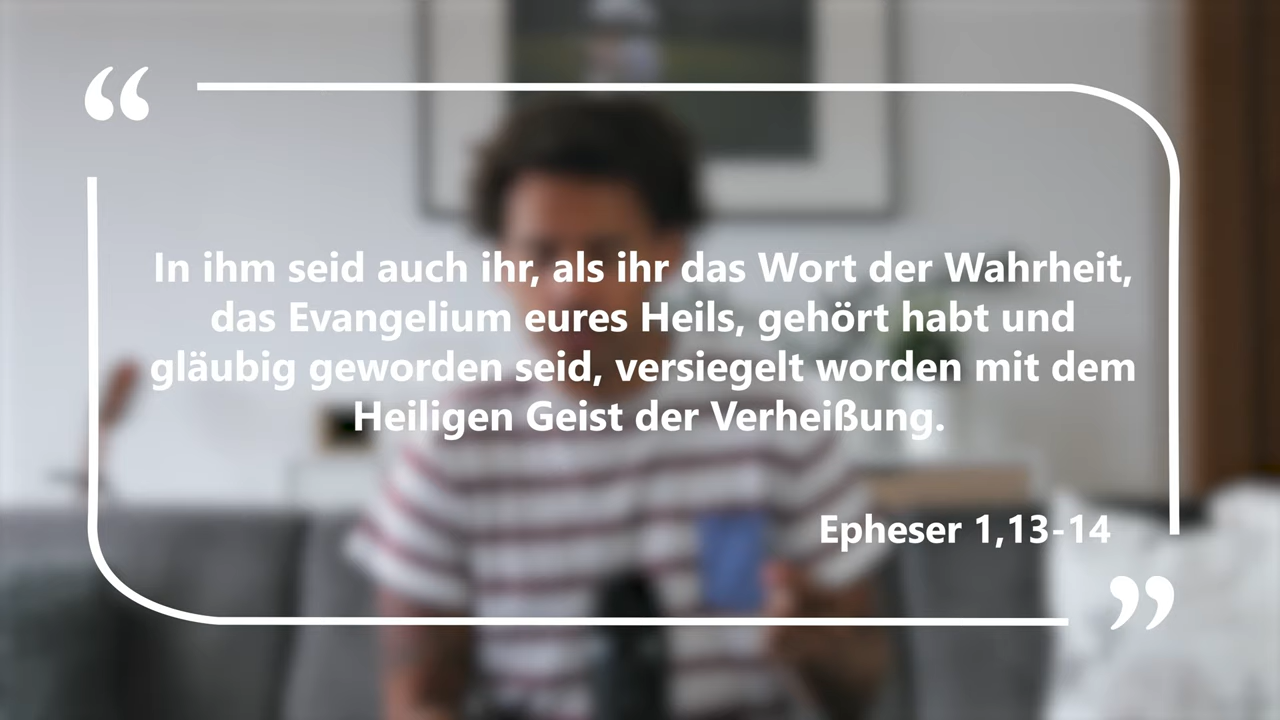 In ihm seid auch ihr, als ihr das Wort der Wahrheit,
das Evangelium eures Heils, gehört habt und
gläubig geworden seid, versiegelt worden mit dem
Heiligen Geist der Verheißung.
Epheser 1,13-14